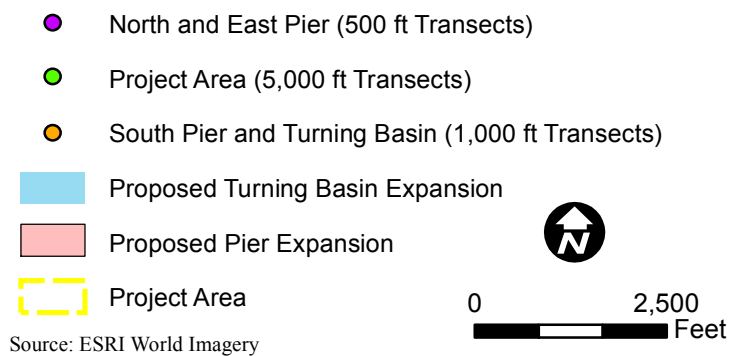 North and East Pier (500 ft Transects)
Project Area (5,000 ft Transects)
South Pier and Turning Basin (1,000 ft Transects)
Proposed Turning Basin Expansion
Proposed Pier Expansion
N
Project Area
0 2,500
Feet
Source: ESRI World Imagery